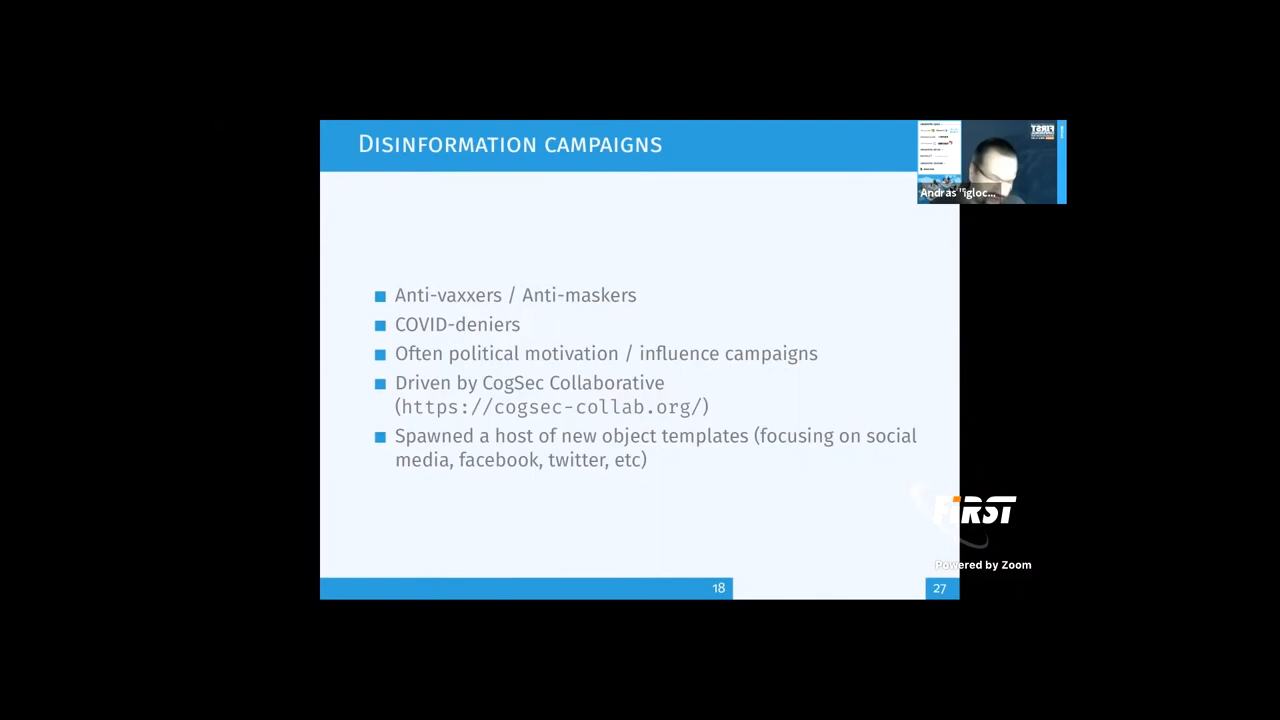 DISINFORMATION CAMPAIGNS
FIRST
Andras "igloc...
Anti-vaxxers / Anti-maskers
COVID-deniers
Often political motivation / influence campaigns
Driven by CogSec Collaborative
(https://cogsec-collab.org/)
Spawned a host of new object templates (focusing on social
media, facebook, twitter, etc)
FIRST
Powered by Zoom
18
27